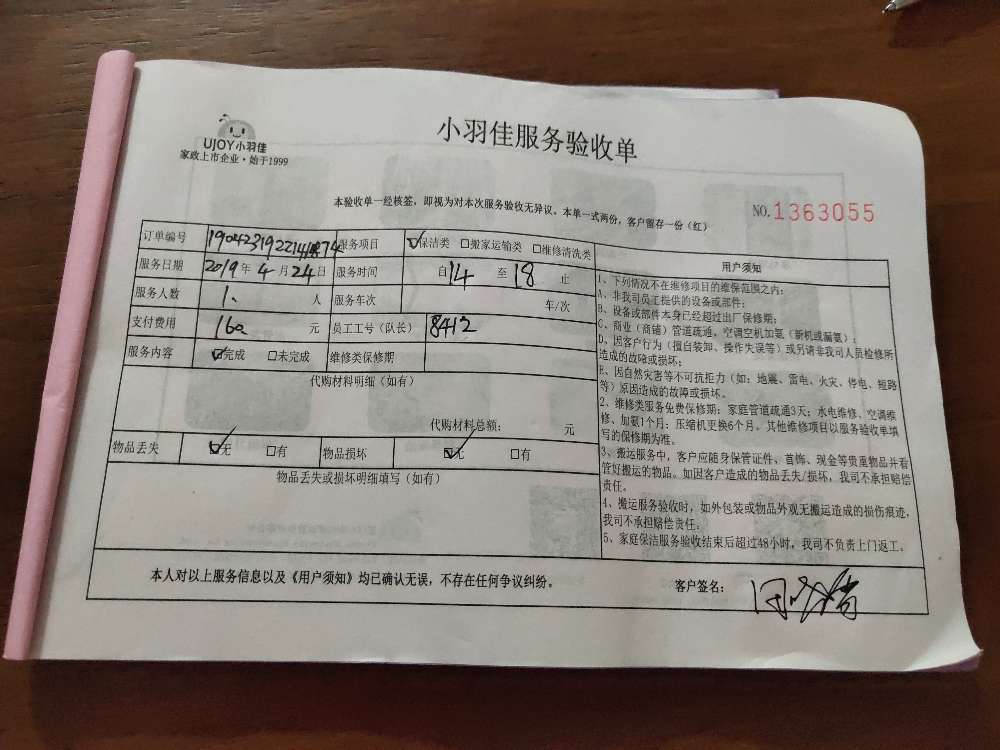 UJOY小羽佳
家政上市企业·始于1999
小羽佳服务验收单
本验收单一经核签，即视为对本次服务验收无异议。本单一式两份，客户留存一份（红）
NO.1363055
订单编号 服务项目 ☑保洁类 □搬家运输类 □维修清洗类
服务日期 2019年4月24日 服务时间 自14至18止
服务人数 1、人 服务车次 车/次
支付费用 160 元 员工工号（队长） 8412
服务内容 ☑完成 □未完成 维修类保修期
代购材料明细（如有）
代购材料总额： 元
物品丢失 ☑无 □有 物品损坏 ☑无 □有
物品丢失或损坏明细填写（如有）
用户须知
1、下列情况不在维修项目的维保范围之内：
A、非我司员工提供的设备或部件；
B、设备或部件本身已经超过出厂保修期；
C、商业（商铺）管道疏通，空调空机加氨（新机或漏氨）；
D、因客户行为（擅自装卸、操作失误等）或另请非我司人员检修所
造成的故障或损坏；
E、因自然灾害等不可抗拒力（如：地震、雷电、火灾、停电、短路
等）原因造成的故障或损坏。
2、维修类服务免费保修期：家庭管道疏通3天；水电维修、空调维
修、加氨1个月；压缩机更换6个月。其他维修项目以服务验收单填
写的保修期为准。
3、搬运服务中，客户应随身保管证件、首饰、现金等贵重物品并看
管好搬运的物品。如因客户造成的物品丢失/损坏，我司不承担赔偿
责任。
4、搬运服务验收时，如外包装或物品外观无搬运造成的损伤痕迹，
我司不承担赔偿责任。
5、家庭保洁服务验收结束后超过48小时，我司不负责上门返工。
本人对以上服务信息以及《用户须知》均已确认无误，不存在任何争议纠纷。
客户签名：